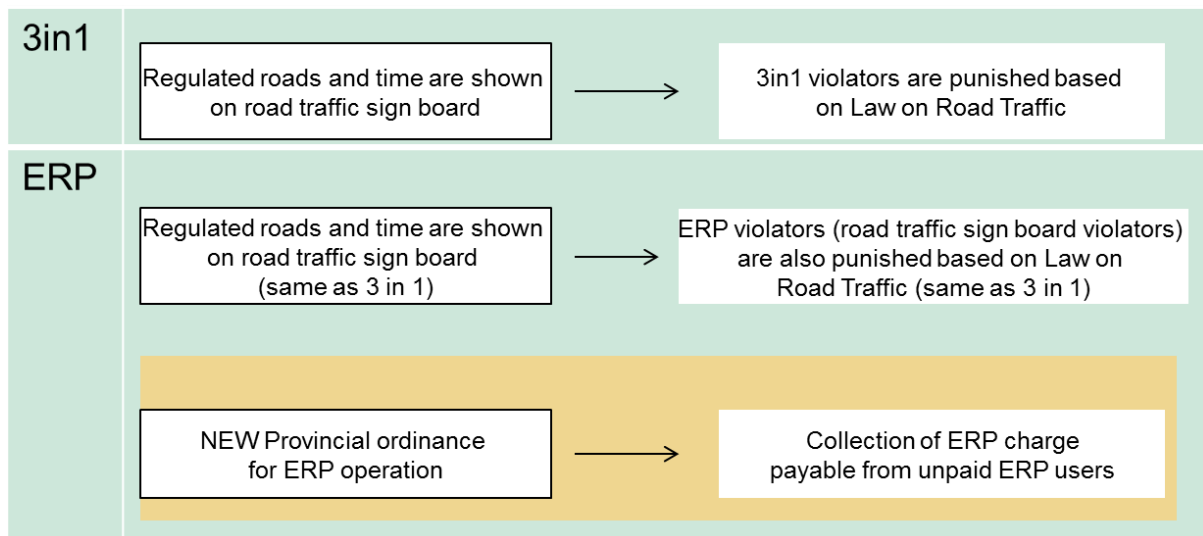 3in1
Regulated roads and time are shown
on road traffic sign board
3in1 violators are punished based
on Law on Road Traffic
ERP
Regulated roads and time are shown
on road traffic sign board
(same as 3 in 1)
ERP violators (road traffic sign board violators)
are also punished based on Law on
Road Traffic (same as 3 in 1)
NEW Provincial ordinance
for ERP operation
Collection of ERP charge
payable from unpaid ERP users